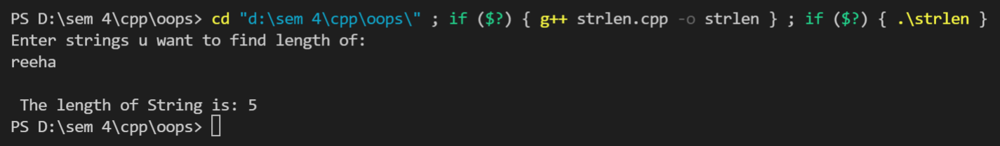 PS D:\sem 4\cpp\oops> cd "d:\sem 4\cpp\oops\" ; if ($?) { g++ strlen.cpp -o strlen } ; if ($?) { .\strlen }
Enter strings u want to find length of:
reeha

 The length of String is: 5
PS D:\sem 4\cpp\oops>